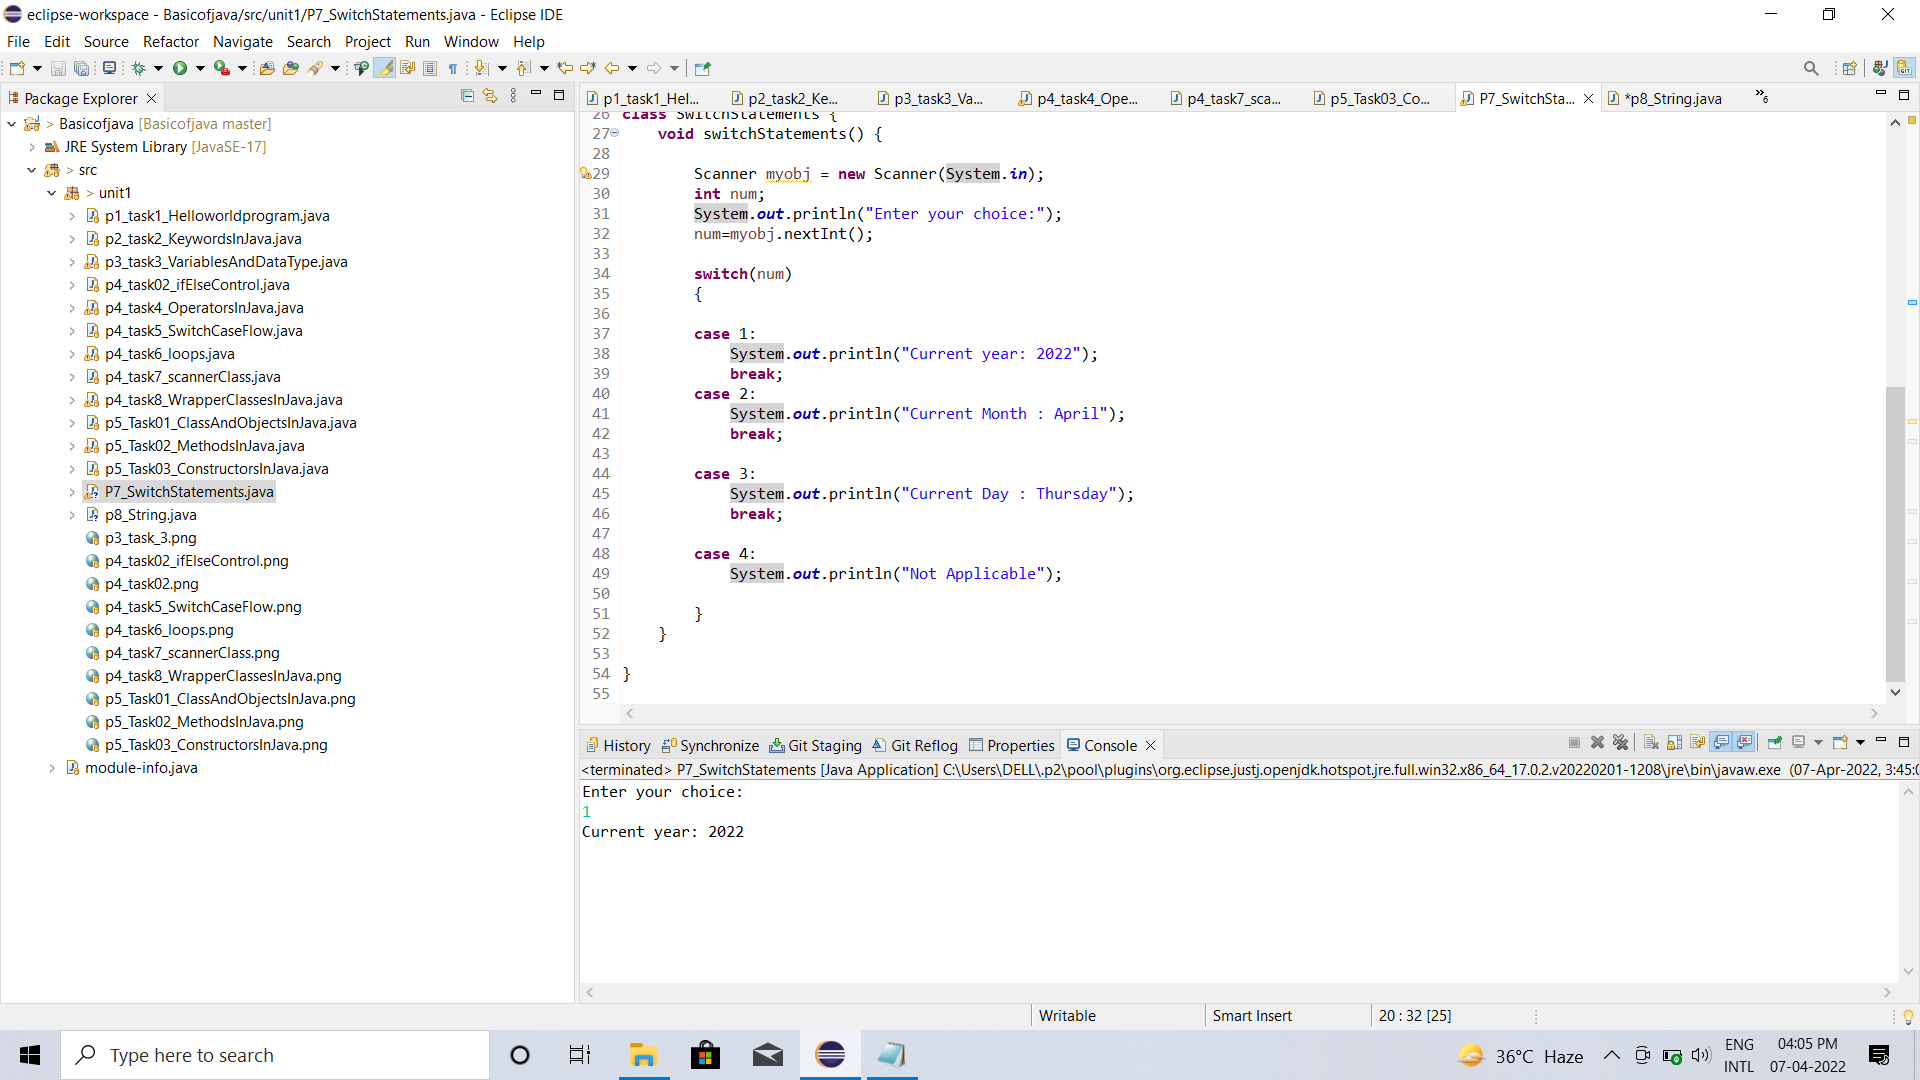 eclipse-workspace - Basicofjava/src/unit1/P7_SwitchStatements.java - Eclipse IDE
File Edit Source Refactor Navigate Search Project Run Window Help
Package Explorer
> Basicofjava [Basicofjava master]
JRE System Library [JavaSE-17]
> src
> unit1
p1_task1_Helloworldprogram.java
p2_task2_KeywordsInJava.java
p3_task3_VariablesAndDataType.java
p4_task02_ifElseControl.java
p4_task4_OperatorsInJava.java
p4_task5_SwitchCaseFlow.java
p4_task6_loops.java
p4_task7_scannerClass.java
p4_task8_WrapperClassesInJava.java
p5_Task01_ClassAndObjectsInJava.java
p5_Task02_MethodsInJava.java
p5_Task03_ConstructorsInJava.java
P7_SwitchStatements.java
p8_String.java
p3_task_3.png
p4_task02_ifElseControl.png
p4_task02.png
p4_task5_SwitchCaseFlow.png
p4_task6_loops.png
p4_task7_scannerClass.png
p4_task8_WrapperClassesInJava.png
p5_Task01_ClassAndObjectsInJava.png
p5_Task02_MethodsInJava.png
p5_Task03_ConstructorsInJava.png
module-info.java
p1_task1_Hel... p2_task2_Ke... p3_task3_Va... p4_task4_Ope... p4_task7_sca... p5_Task03_Co... P7_SwitchSta... *p8_String.java »6
26 class SwitchStatements {
27 void switchStatements() {
28
29 Scanner myobj = new Scanner(System.in);
30 int num;
31 System.out.println("Enter your choice:");
32 num=myobj.nextInt();
33
34 switch(num)
35 {
36
37 case 1:
38 System.out.println("Current year: 2022");
39 break;
40 case 2:
41 System.out.println("Current Month : April");
42 break;
43
44 case 3:
45 System.out.println("Current Day : Thursday");
46 break;
47
48 case 4:
49 System.out.println("Not Applicable");
50
51 }
52 }
53
54 }
55
History Synchronize Git Staging Git Reflog Properties Console
<terminated> P7_SwitchStatements [Java Application] C:\Users\DELL\.p2\pool\plugins\org.eclipse.justj.openjdk.hotspot.jre.full.win32.x86_64_17.0.2.v20220201-1208\jre\bin\javaw.exe (07-Apr-2022, 3:45:0
Enter your choice:
1
Current year: 2022
Writable Smart Insert 20 : 32 [25]
Type here to search
36°C Haze
ENG
INTL
04:05 PM
07-04-2022